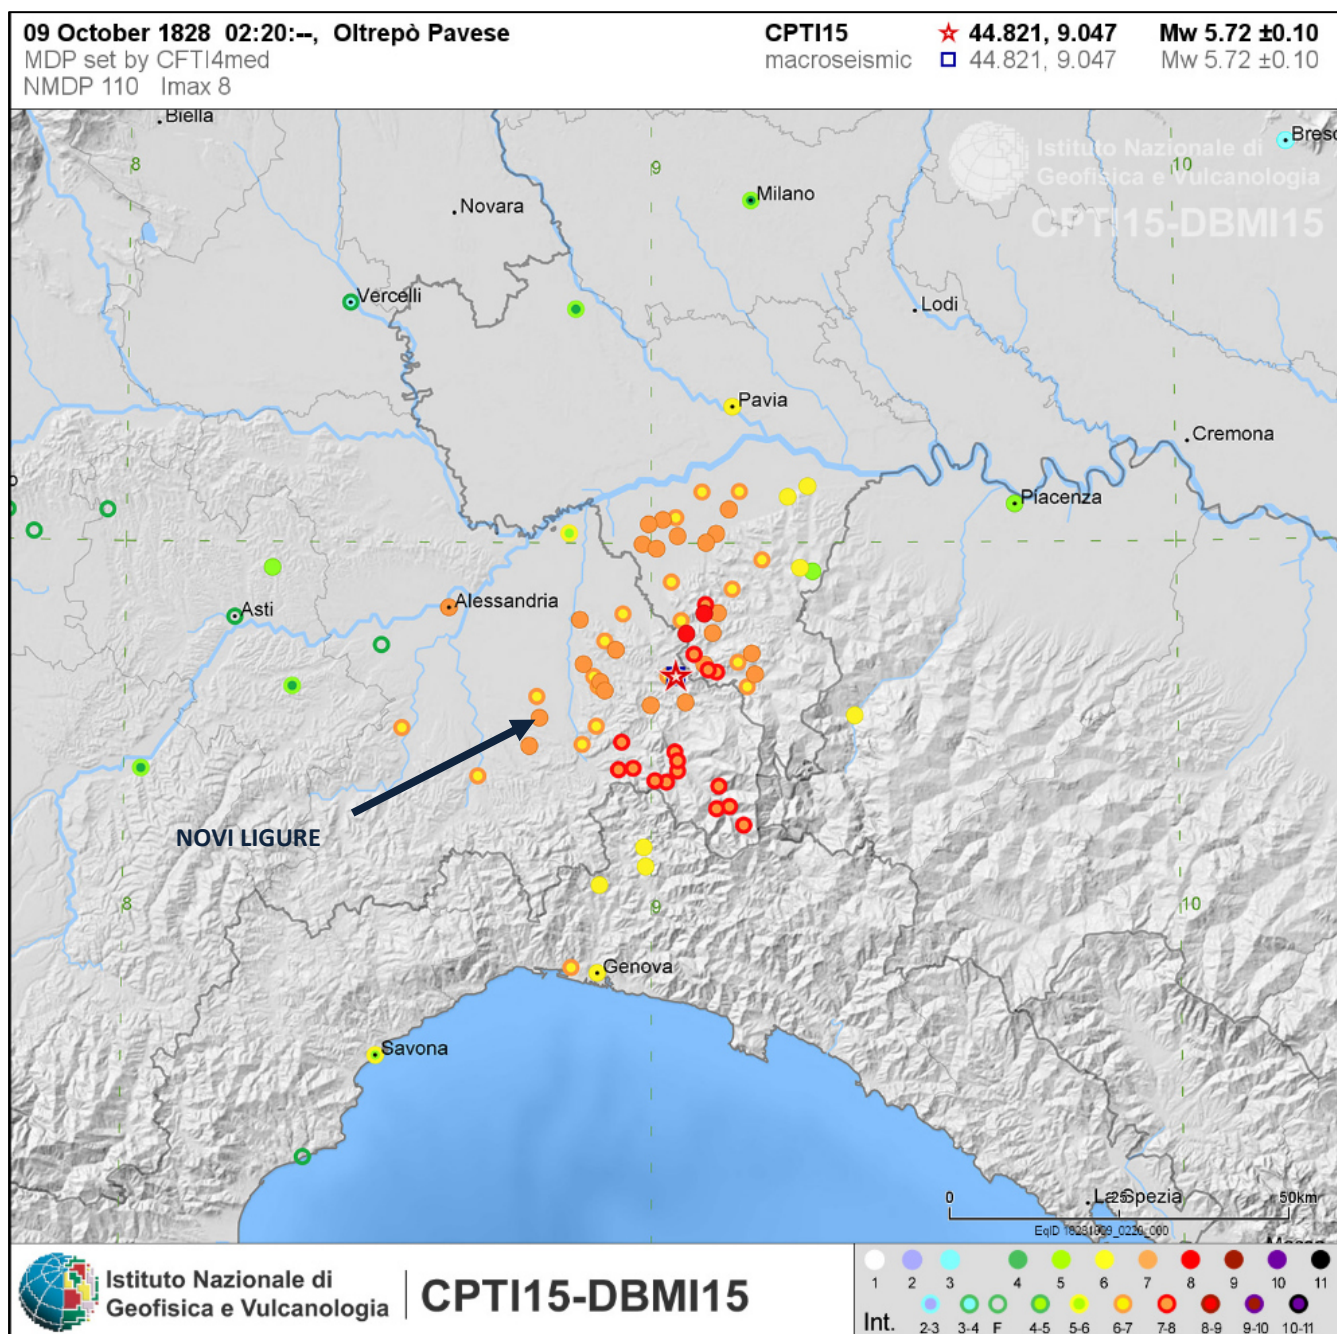 09 October 1828 02:20:--, Oltrepò Pavese
CPTI15
44.821, 9.047
Mw 5.72 ±0.10
MDP set by CFTI4med
macroseismic
44.821, 9.047
Mw 5.72 ±0.10
NMDP 110 Imax 8
Biella
8
9
10
Bresc
Istituto Nazionale di
Geofisica e Vulcanologia
CPTI15-DBMI15
Milano
Novara
Vercelli
Lodi
Pavia
Cremona
o
Piacenza
Alessandria
Asti
NOVI LIGURE
8
9
10
Genova
Savona
La Spezia
0
25
50km
Istituto Nazionale di
Geofisica e Vulcanologia
CPTI15-DBMI15
1 2 3 4 5 6 7 8 9 10 11
Int. 2-3 3-4 F 4-5 5-6 6-7 7-8 8-9 9-10 10-11